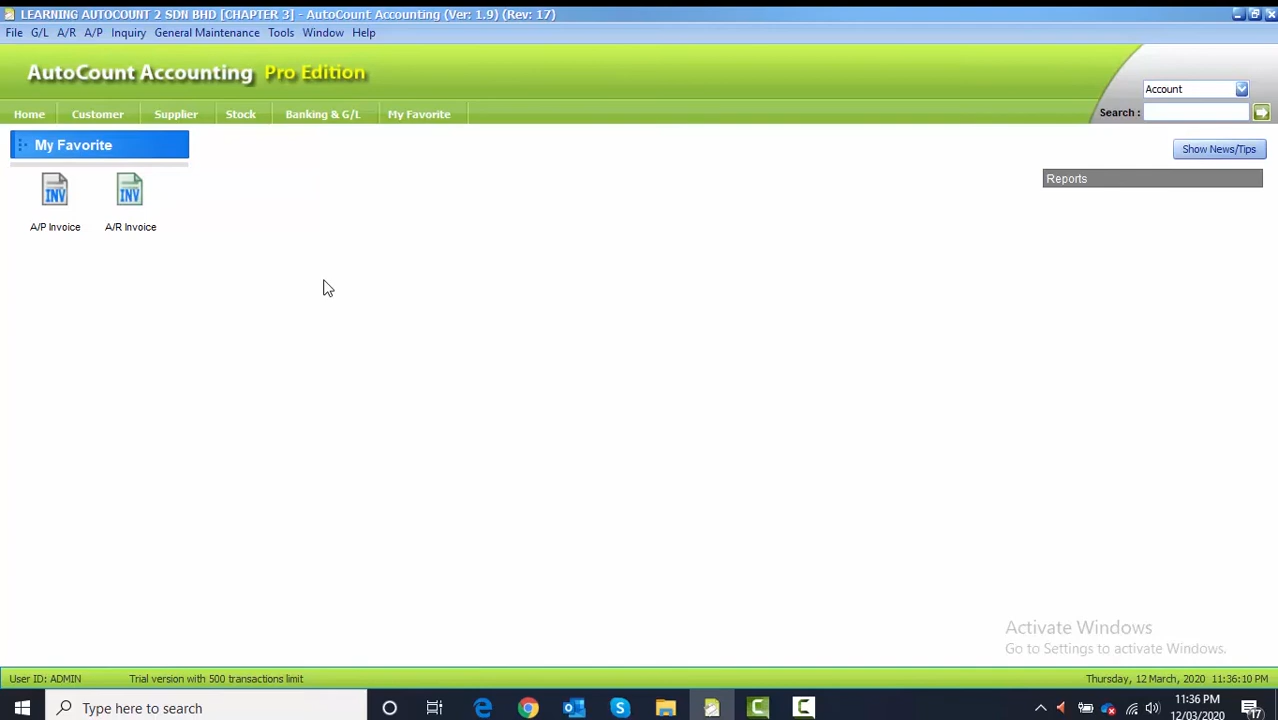 LEARNING AUTOCOUNT 2 SDN BHD [CHAPTER 3] - AutoCount Accounting (Ver: 1.9) (Rev: 17)
File G/L A/R A/P Inquiry General Maintenance Tools Window Help
AutoCount Accounting Pro Edition
Account
Search :
Home Customer Supplier Stock Banking & G/L My Favorite
My Favorite
Show News/Tips
Reports
INV INV
A/P Invoice A/R Invoice
Activate Windows
Go to Settings to activate Windows.
User ID: ADMIN Trial version with 500 transactions limit Thursday, 12 March, 2020 11:36:10 PM
Type here to search
11:36 PM
12/03/2020
17